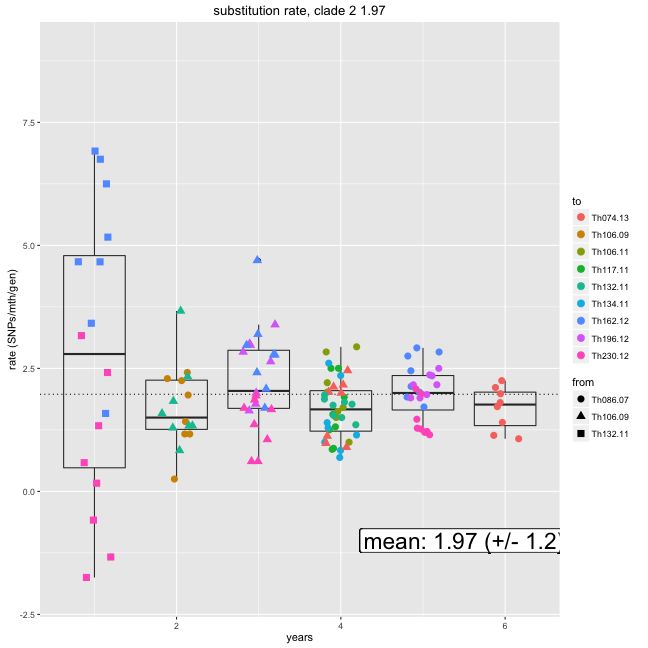 substitution rate, clade 2 1.97
rate (SNPs/mth/gen)
7.5
5.0
2.5
0.0
-2.5
2
4
6
years
mean: 1.97 (+/- 1.2)
to
Th074.13
Th106.09
Th106.11
Th117.11
Th132.11
Th134.11
Th162.12
Th196.12
Th230.12
from
Th086.07
Th106.09
Th132.11